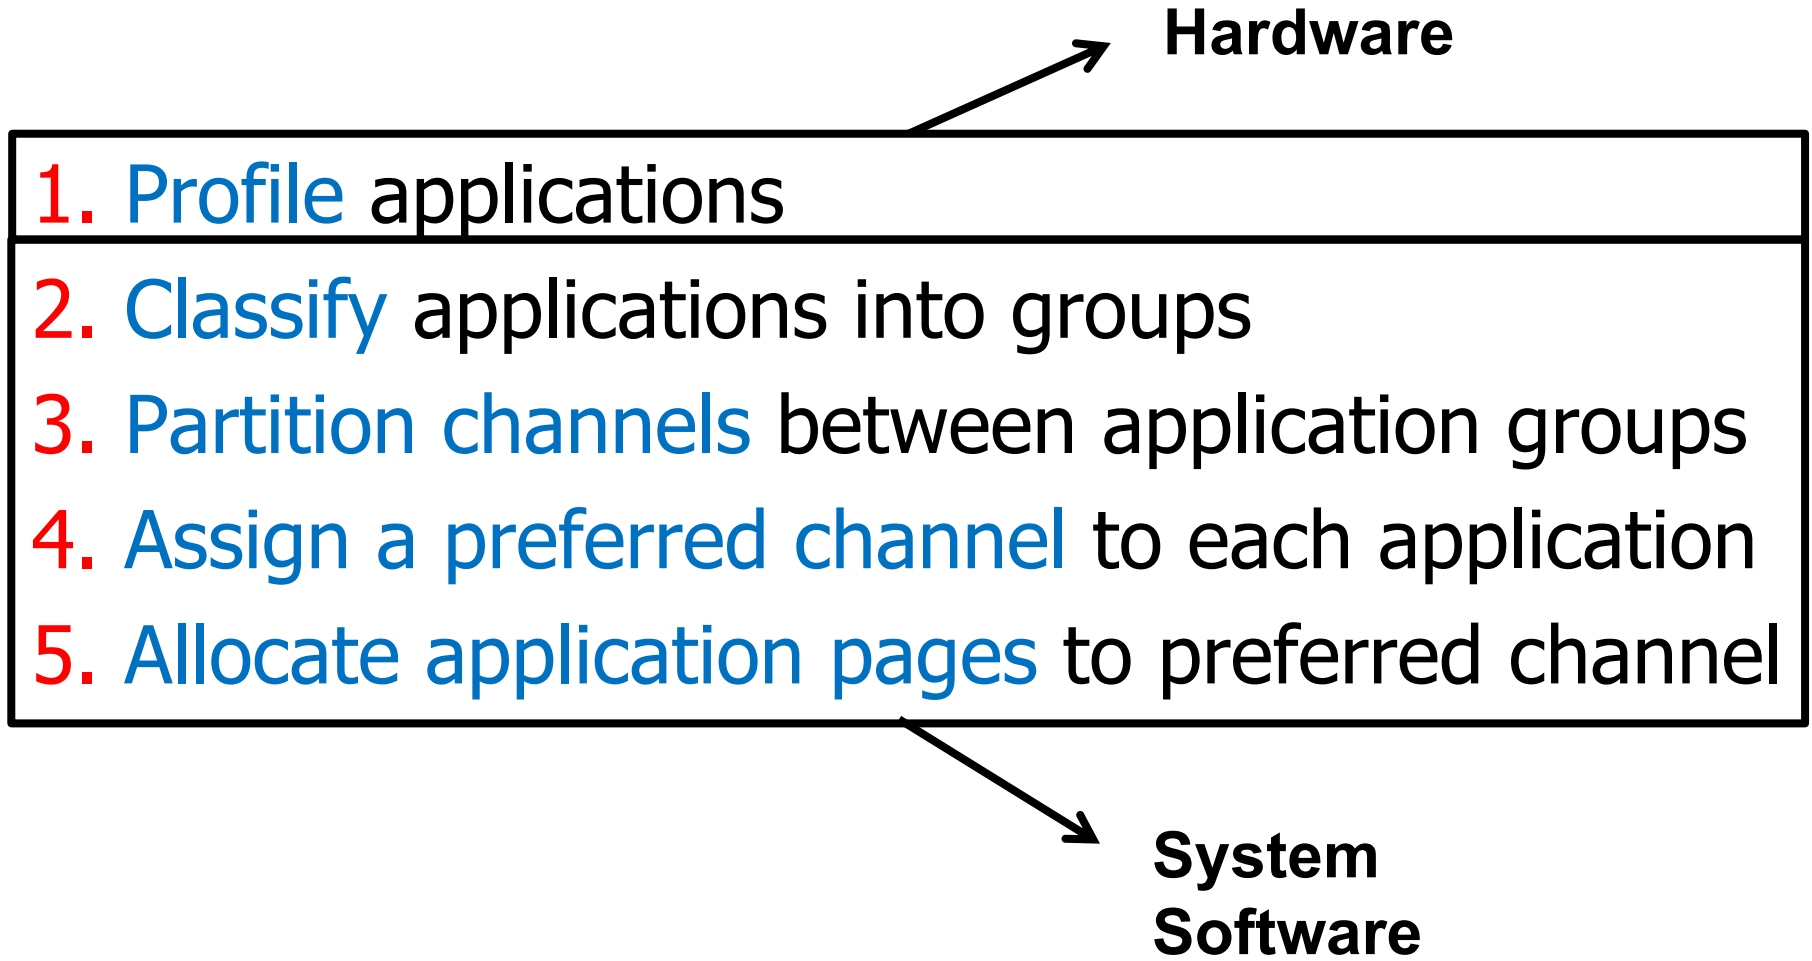 Hardware
1. Profile applications
2. Classify applications into groups
3. Partition channels between application groups
4. Assign a preferred channel to each application
5. Allocate application pages to preferred channel
System
Software